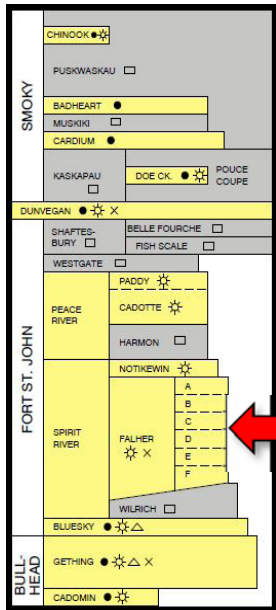 SMOKY
CHINOOK
PUSKWASKAU
BADHEART
MUSKIKI
CARDIUM
KASKAPAU
DOE CK.
POUCE
COUPE
DUNVEGAN
FORT ST. JOHN
SHAFTES-
BURY
BELLE FOURCHE
FISH SCALE
WESTGATE
PEACE
RIVER
PADDY
CADOTTE
HARMON
SPIRIT
RIVER
NOTIKEWIN
FALHER
A
B
C
D
E
F
WILRICH
BLUESKY
BULL-
HEAD
GETHING
CADOMIN